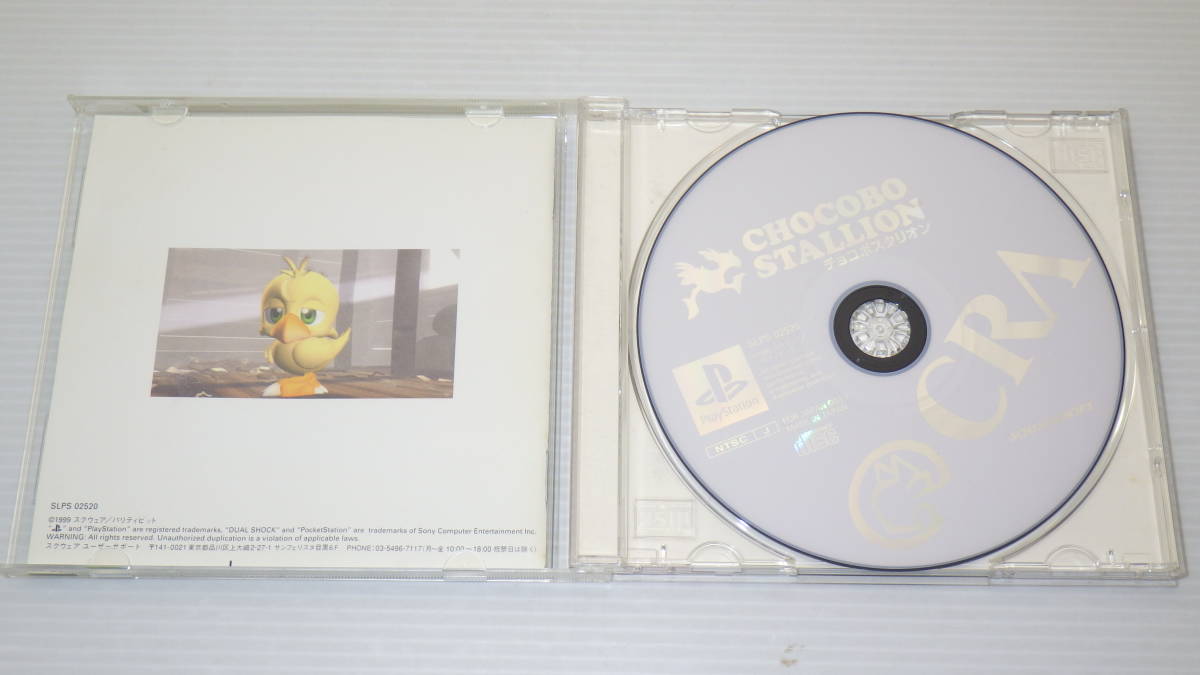 SLPS 02520
©1999 スクウェア／パリティビット
" " and "PlayStation" are registered trademarks, "DUAL SHOCK" and "PocketStation" are trademarks of Sony Computer Entertainment Inc.
WARNING: All rights reserved. Unauthorized duplication is a violation of applicable laws.
スクウェア ユーザーサポート 〒141-0021 東京都品川区上大崎2-27-1 サンフェリスタ目黒6F PHONE:03-5496-7117(月〜金 10:00〜18:00 祝祭日は除く)
CHOCOBO
STALLION
チョコボスタリオン
CRA
SLPS 02520
PlayStation
NTSC J
SQUARESOFT